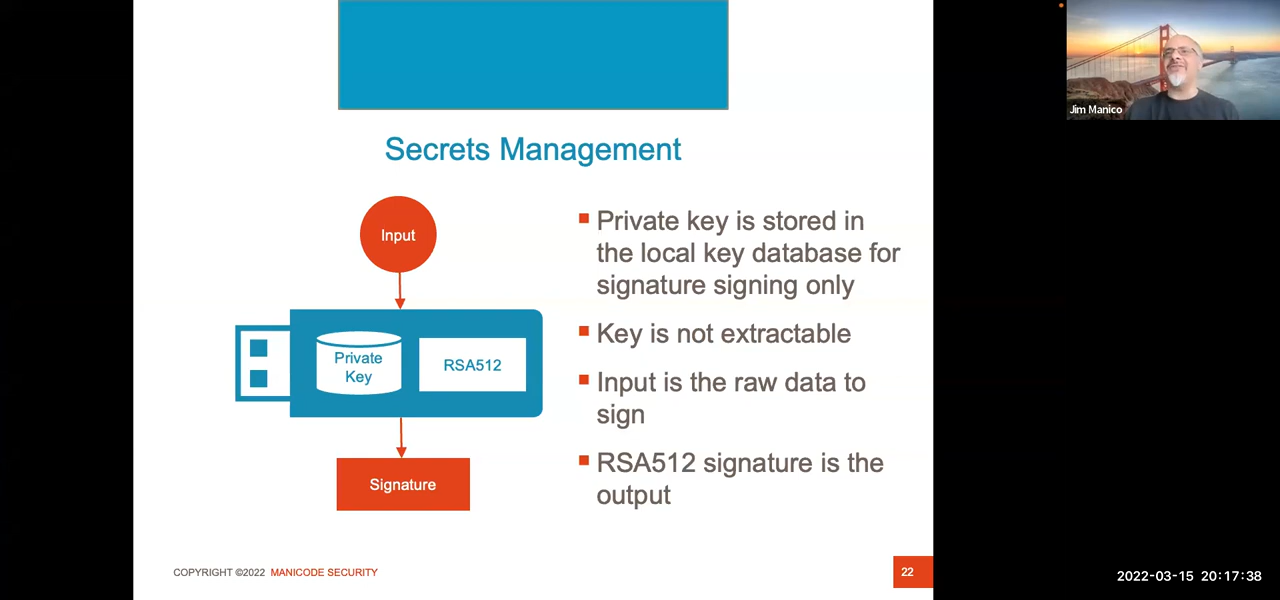 Jim Manico
Secrets Management
Input
Private
Key
RSA512
Signature
Private key is stored in
the local key database for
signature signing only
Key is not extractable
Input is the raw data to
sign
RSA512 signature is the
output
COPYRIGHT ©2022 MANICODE SECURITY
22
2022-03-15 20:17:38